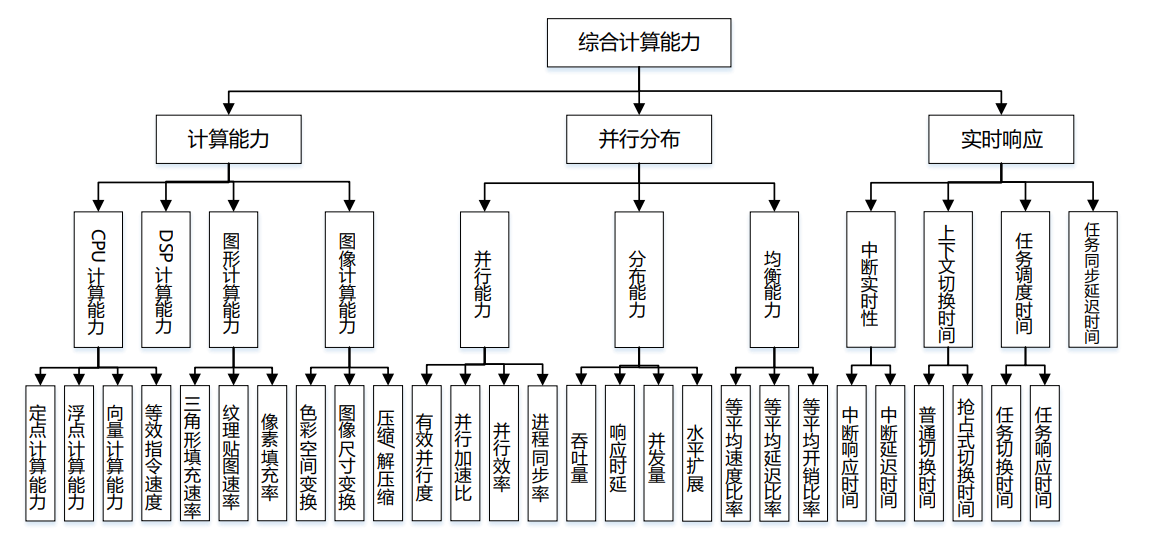 综合计算能力
计算能力
并行分布
实时响应
CPU 计算能力
DSP 计算能力
图形计算能力
图像计算能力
并行能力
分布能力
均衡能力
中断实时性
上下文切换时间
任务调度时间
任务同步延迟时间
定点计算能力
浮点计算能力
向量计算能力
等效指令速度
三角形填充速率
纹理贴图速率
像素填充率
色彩空间变换
图像尺寸变换
压缩/解压缩
有效并行度
并行加速比
并行效率
进程同步率
吞吐量
响应时延
并发量
水平扩展
等平均速度比率
等平均延迟比率
等平均开销比率
中断响应时间
中断延迟时间
普通切换时间
抢占式切换时间
任务切换时间
任务响应时间